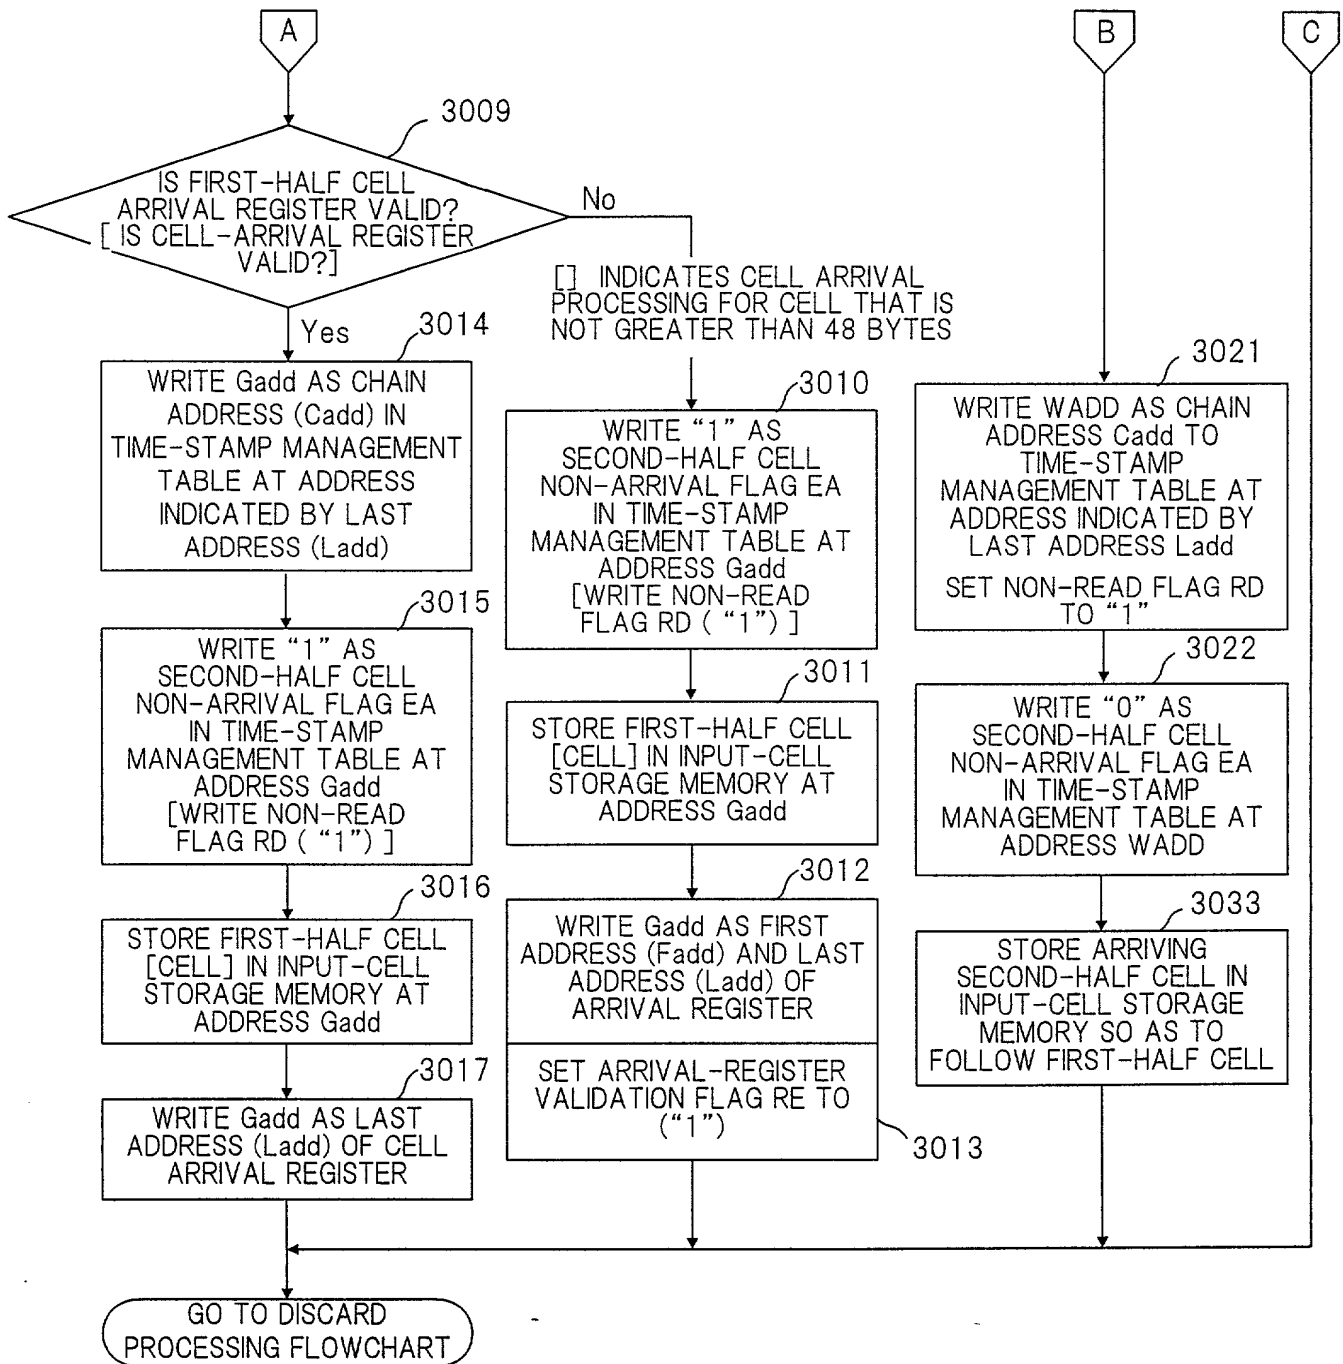 A
B
C
3009
IS FIRST-HALF CELL
ARRIVAL REGISTER VALID?
[ IS CELL-ARRIVAL REGISTER
VALID?]
No
Yes
[] INDICATES CELL ARRIVAL
PROCESSING FOR CELL THAT IS
NOT GREATER THAN 48 BYTES
3014
WRITE Gadd AS CHAIN
ADDRESS (Cadd) IN
TIME-STAMP MANAGEMENT
TABLE AT ADDRESS
INDICATED BY LAST
ADDRESS (Ladd)
3015
WRITE “1” AS
SECOND-HALF CELL
NON-ARRIVAL FLAG EA
IN TIME-STAMP
MANAGEMENT TABLE AT
ADDRESS Gadd
[WRITE NON-READ
FLAG RD ( “1”) ]
3016
STORE FIRST-HALF CELL
[CELL] IN INPUT-CELL
STORAGE MEMORY AT
ADDRESS Gadd
3017
WRITE Gadd AS LAST
ADDRESS (Ladd) OF CELL
ARRIVAL REGISTER
3010
WRITE “1” AS
SECOND-HALF CELL
NON-ARRIVAL FLAG EA
IN TIME-STAMP
MANAGEMENT TABLE AT
ADDRESS Gadd
[WRITE NON-READ
FLAG RD ( “1”) ]
3011
STORE FIRST-HALF CELL
[CELL] IN INPUT-CELL
STORAGE MEMORY AT
ADDRESS Gadd
3012
WRITE Gadd AS FIRST
ADDRESS (Fadd) AND LAST
ADDRESS (Ladd) OF
ARRIVAL REGISTER
SET ARRIVAL-REGISTER
VALIDATION FLAG RE TO
(“1”)
3013
3021
WRITE WADD AS CHAIN
ADDRESS Cadd TO
TIME-STAMP
MANAGEMENT TABLE AT
ADDRESS INDICATED BY
LAST ADDRESS Ladd
SET NON-READ FLAG RD
TO “1”
3022
WRITE “0” AS
SECOND-HALF CELL
NON-ARRIVAL FLAG EA
IN TIME-STAMP
MANAGEMENT TABLE AT
ADDRESS WADD
3033
STORE ARRIVING
SECOND-HALF CELL IN
INPUT-CELL STORAGE
MEMORY SO AS TO
FOLLOW FIRST-HALF CELL
GO TO DISCARD
PROCESSING FLOWCHART